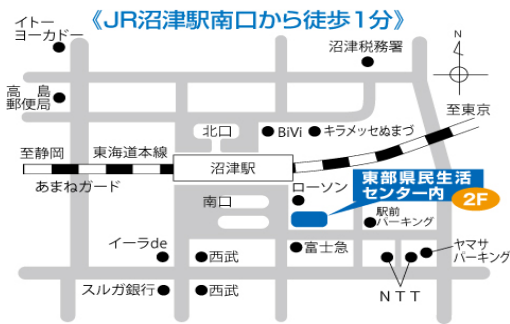 《JR沼津駅南口から徒歩1分》
イトー
ヨーカドー
沼津税務署
N
高島
郵便局
至東京
北口
BiVi
キラメッセぬまづ
至静岡
東海道本線
沼津駅
あまねガード
南口
ローソン
東部県民生活
センター内
2F
駅前
パーキング
イーラde
西武
富士急
ヤマサ
パーキング
スルガ銀行
西武
NTT